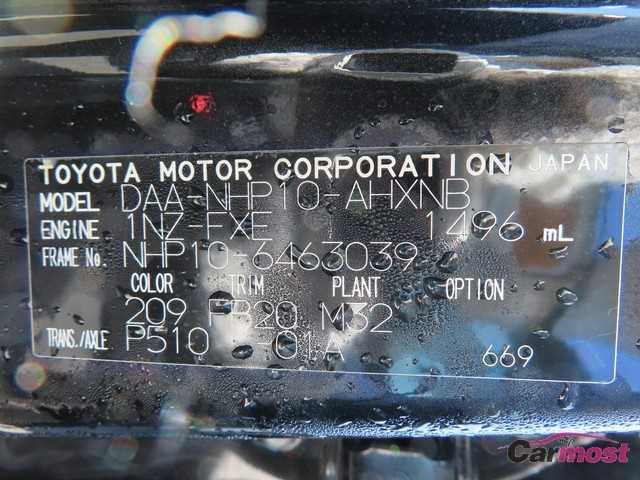 TOYOTA MOTOR CORPORATION JAPAN
MODEL DAA-NHP10-AHXNB
ENGINE 1NZ-FXE 1496 mL
FRAME No. NHP10-6463039
COLOR TRIM PLANT OPTION
209 FB20 M32
TRANS./AXLE P510 -01A
669
Carmost